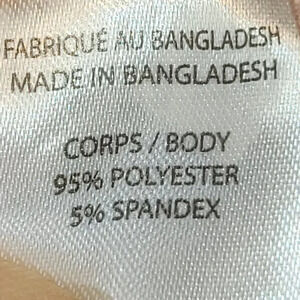 FABRIQUÉ AU BANGLADESH
MADE IN BANGLADESH
CORPS / BODY
95% POLYESTER
5% SPANDEX